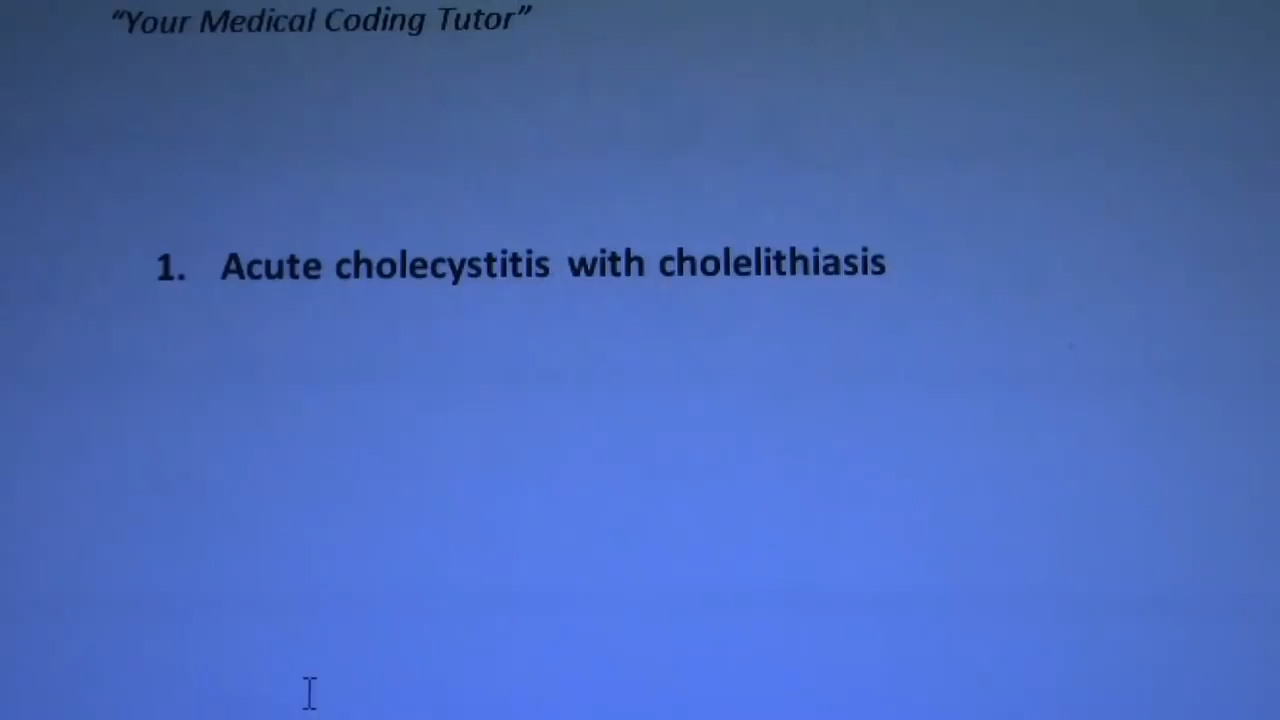 “Your Medical Coding Tutor”
1. Acute cholecystitis with cholelithiasis